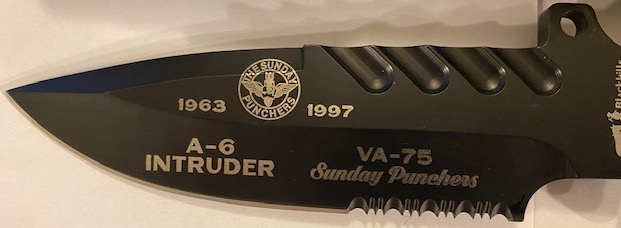 THE SUNDAY
PUNCHERS
1963
1997
A-6
INTRUDER
VA-75
Sunday Punchers